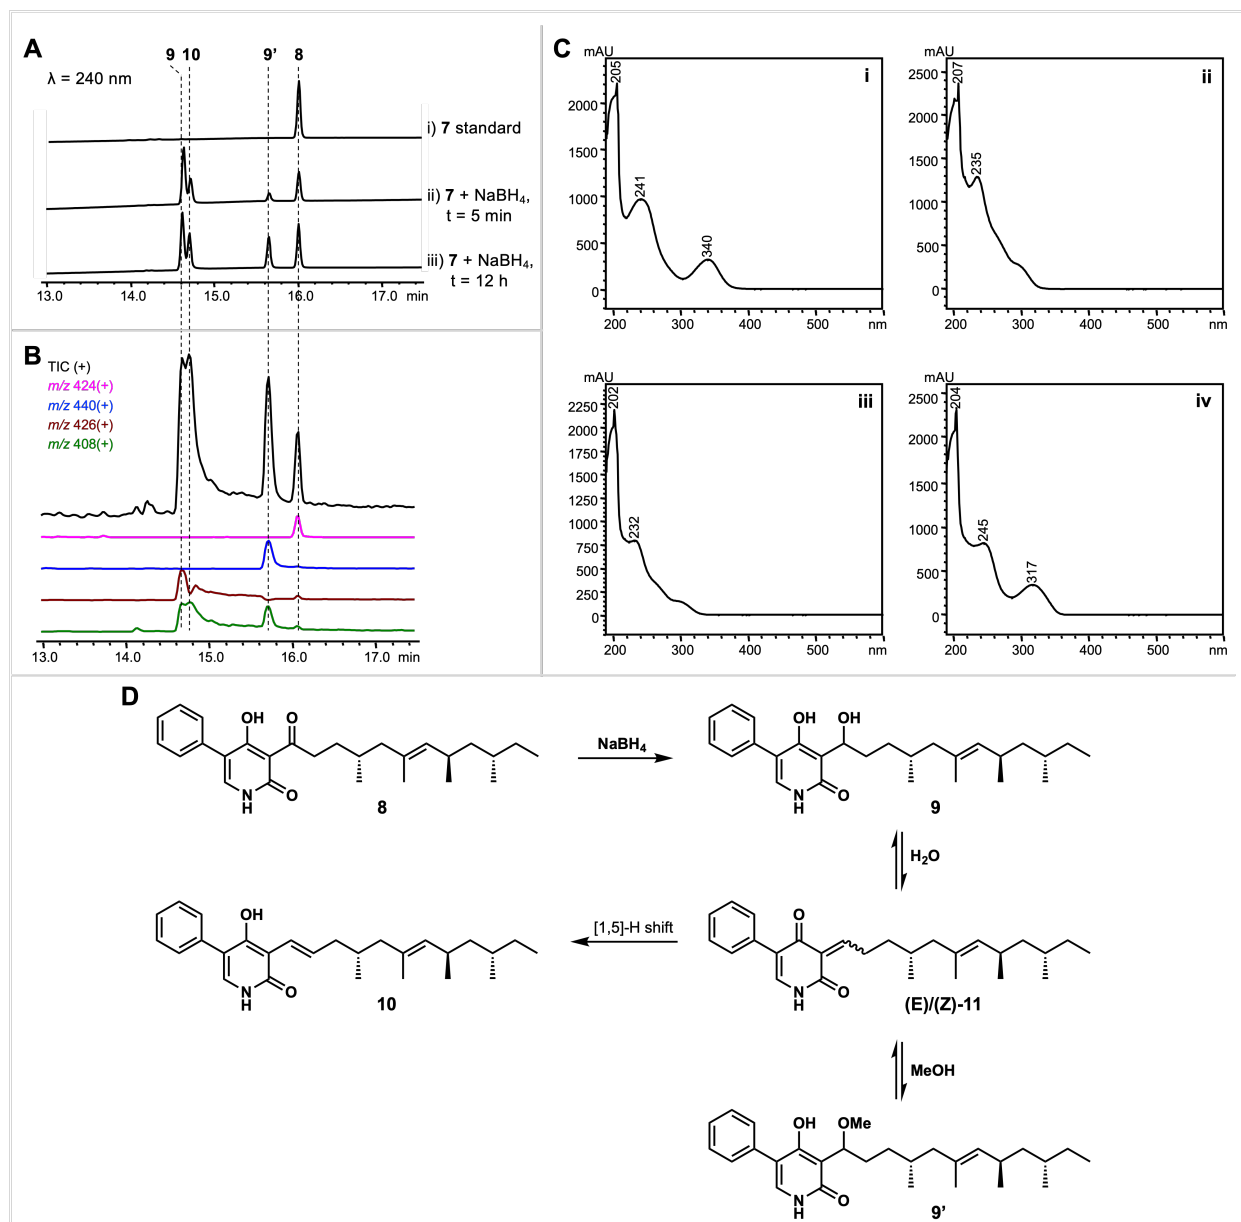 A
9 10 9’ 8
λ = 240 nm
i) 7 standard
ii) 7 + NaBH4,
t = 5 min
iii) 7 + NaBH4,
t = 12 h
13.0 14.0 15.0 16.0 17.0 min
B
TIC (+)
m/z 424(+)
m/z 440(+)
m/z 426(+)
m/z 408(+)
13.0 14.0 15.0 16.0 17.0 min
C
mAU
i
205
241
340
2000
1500
1000
500
0
200 300 400 500 nm
mAU
ii
207
235
2500
2000
1500
1000
500
0
200 300 400 500 nm
mAU
iii
202
232
2250
2000
1750
1500
1250
1000
750
500
250
0
200 300 400 500 nm
mAU
iv
204
245
317
2500
2000
1500
1000
500
0
200 300 400 500 nm
D
OH O
N
H
O
8
NaBH4
OH OH
N
H
O
9
H2O
OH
N
H
O
10
[1,5]-H shift
O
N
H
O
(E)/(Z)-11
MeOH
OH OMe
N
H
O
9’